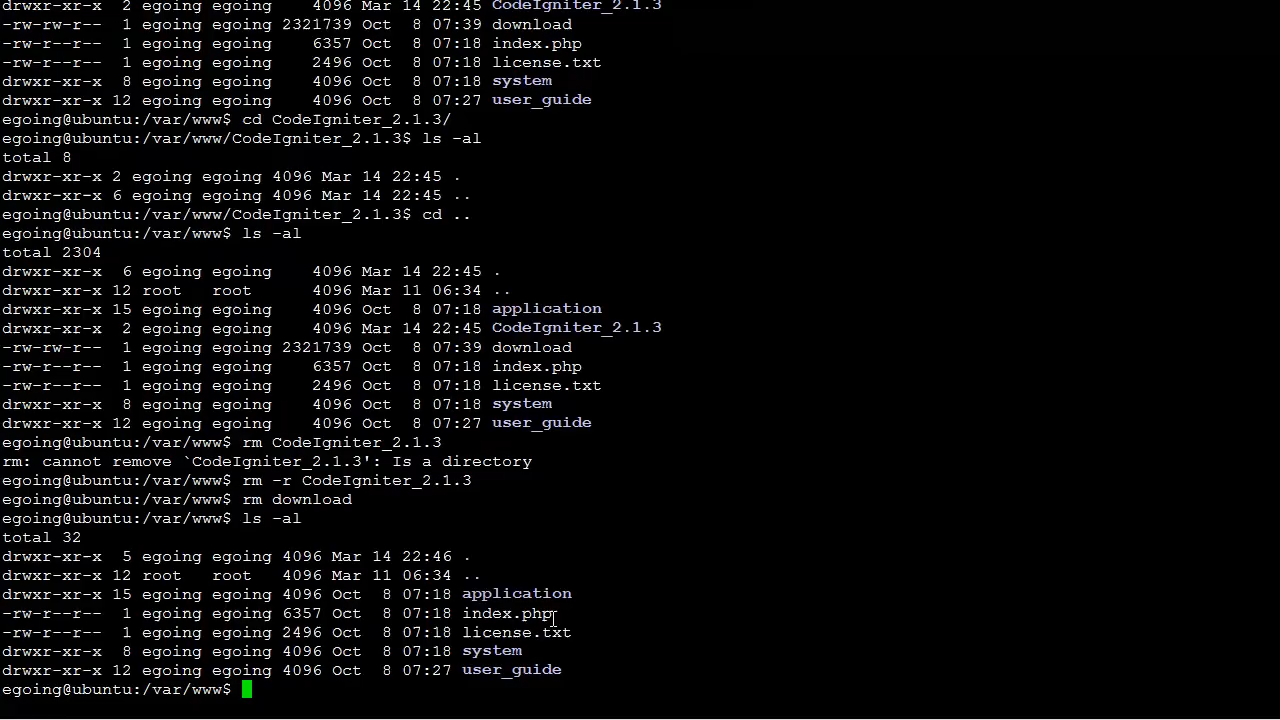 drwxr-xr-x  2 egoing egoing    4096 Mar 14 22:45 CodeIgniter_2.1.3
-rw-rw-r--  1 egoing egoing 2321739 Oct  8 07:39 download
-rw-r--r--  1 egoing egoing    6357 Oct  8 07:18 index.php
-rw-r--r--  1 egoing egoing    2496 Oct  8 07:18 license.txt
drwxr-xr-x  8 egoing egoing    4096 Oct  8 07:18 system
drwxr-xr-x 12 egoing egoing    4096 Oct  8 07:27 user_guide
egoing@ubuntu:/var/www$ cd CodeIgniter_2.1.3/
egoing@ubuntu:/var/www/CodeIgniter_2.1.3$ ls -al
total 8
drwxr-xr-x 2 egoing egoing 4096 Mar 14 22:45 .
drwxr-xr-x 6 egoing egoing 4096 Mar 14 22:45 ..
egoing@ubuntu:/var/www/CodeIgniter_2.1.3$ cd ..
egoing@ubuntu:/var/www$ ls -al
total 2304
drwxr-xr-x  6 egoing egoing    4096 Mar 14 22:45 .
drwxr-xr-x 12 root   root      4096 Mar 11 06:34 ..
drwxr-xr-x 15 egoing egoing    4096 Oct  8 07:18 application
drwxr-xr-x  2 egoing egoing    4096 Mar 14 22:45 CodeIgniter_2.1.3
-rw-rw-r--  1 egoing egoing 2321739 Oct  8 07:39 download
-rw-r--r--  1 egoing egoing    6357 Oct  8 07:18 index.php
-rw-r--r--  1 egoing egoing    2496 Oct  8 07:18 license.txt
drwxr-xr-x  8 egoing egoing    4096 Oct  8 07:18 system
drwxr-xr-x 12 egoing egoing    4096 Oct  8 07:27 user_guide
egoing@ubuntu:/var/www$ rm CodeIgniter_2.1.3
rm: cannot remove `CodeIgniter_2.1.3': Is a directory
egoing@ubuntu:/var/www$ rm -r CodeIgniter_2.1.3
egoing@ubuntu:/var/www$ rm download
egoing@ubuntu:/var/www$ ls -al
total 32
drwxr-xr-x  5 egoing egoing 4096 Mar 14 22:46 .
drwxr-xr-x 12 root   root   4096 Mar 11 06:34 ..
drwxr-xr-x 15 egoing egoing 4096 Oct  8 07:18 application
-rw-r--r--  1 egoing egoing 6357 Oct  8 07:18 index.php
-rw-r--r--  1 egoing egoing 2496 Oct  8 07:18 license.txt
drwxr-xr-x  8 egoing egoing 4096 Oct  8 07:18 system
drwxr-xr-x 12 egoing egoing 4096 Oct  8 07:27 user_guide
egoing@ubuntu:/var/www$